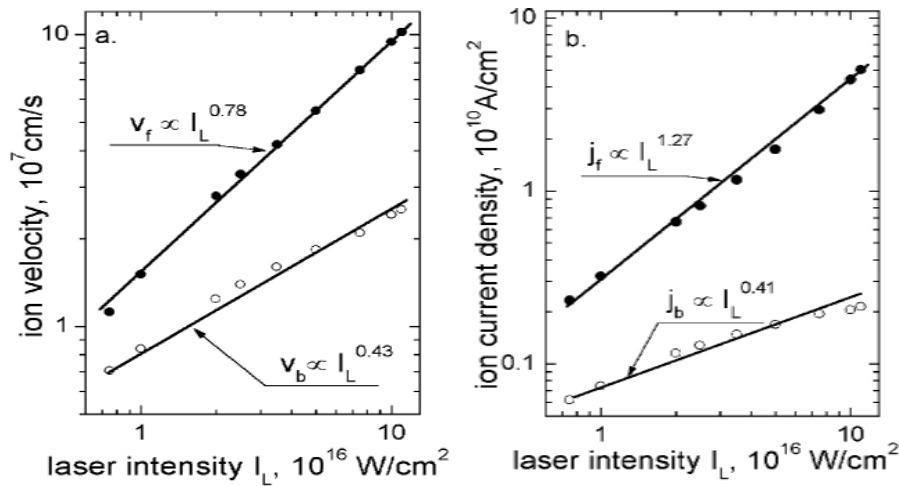 a.
ion velocity, 10^7 cm/s
10
1
v_f ∝ I_L^0.78
v_b ∝ I_L^0.43
1
10
laser intensity I_L, 10^16 W/cm^2
b.
ion current density, 10^10 A/cm^2
10
1
0.1
j_f ∝ I_L^1.27
j_b ∝ I_L^0.41
1
10
laser intensity I_L, 10^16 W/cm^2